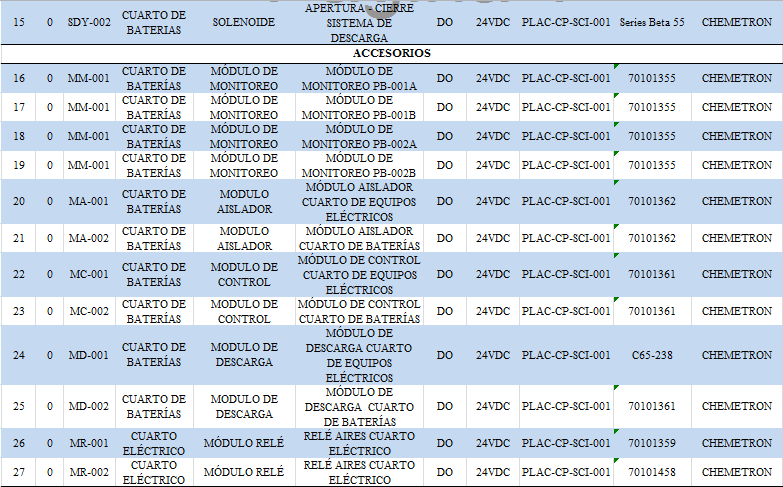 15 0 SDY-002 CUARTO DE BATERIAS SOLENOIDE APERTURA - CIERRE SISTEMA DE DESCARGA DO 24VDC PLAC-CP-SCI-001 Series Beta 55 CHEMETRON
ACCESORIOS
16 0 MM-001 CUARTO DE BATERÍAS MÓDULO DE MONITOREO MÓDULO DE MONITOREO PB-001A DO 24VDC PLAC-CP-SCI-001 70101355 CHEMETRON
17 0 MM-001 CUARTO DE BATERÍAS MÓDULO DE MONITOREO MÓDULO DE MONITOREO PB-001B DO 24VDC PLAC-CP-SCI-001 70101355 CHEMETRON
18 0 MM-001 CUARTO DE BATERÍAS MÓDULO DE MONITOREO MÓDULO DE MONITOREO PB-002A DO 24VDC PLAC-CP-SCI-001 70101355 CHEMETRON
19 0 MM-001 CUARTO DE BATERÍAS MÓDULO DE MONITOREO MÓDULO DE MONITOREO PB-002B DO 24VDC PLAC-CP-SCI-001 70101355 CHEMETRON
20 0 MA-001 CUARTO DE BATERÍAS MODULO AISLADOR MÓDULO AISLADOR CUARTO DE EQUIPOS ELÉCTRICOS DO 24VDC PLAC-CP-SCI-001 70101362 CHEMETRON
21 0 MA-002 CUARTO DE BATERÍAS MODULO AISLADOR MÓDULO AISLADOR CUARTO DE BATERÍAS DO 24VDC PLAC-CP-SCI-001 70101362 CHEMETRON
22 0 MC-001 CUARTO DE BATERÍAS MODULO DE CONTROL MÓDULO DE CONTROL CUARTO DE EQUIPOS ELÉCTRICOS DO 24VDC PLAC-CP-SCI-001 70101361 CHEMETRON
23 0 MC-002 CUARTO DE BATERÍAS MODULO DE CONTROL MÓDULO DE CONTROL CUARTO DE BATERÍAS DO 24VDC PLAC-CP-SCI-001 70101361 CHEMETRON
24 0 MD-001 CUARTO DE BATERÍAS MODULO DE DESCARGA MÓDULO DE DESCARGA CUARTO DE EQUIPOS ELÉCTRICOS DO 24VDC PLAC-CP-SCI-001 C65-238 CHEMETRON
25 0 MD-002 CUARTO DE BATERÍAS MODULO DE DESCARGA MÓDULO DE DESCARGA CUARTO DE BATERÍAS DO 24VDC PLAC-CP-SCI-001 70101361 CHEMETRON
26 0 MR-001 CUARTO ELÉCTRICO MÓDULO RELÉ RELÉ AIRES CUARTO ELÉCTRICO DO 24VDC PLAC-CP-SCI-001 70101359 CHEMETRON
27 0 MR-002 CUARTO ELÉCTRICO MÓDULO RELÉ RELÉ AIRES CUARTO ELÉCTRICO DO 24VDC PLAC-CP-SCI-001 70101458 CHEMETRON